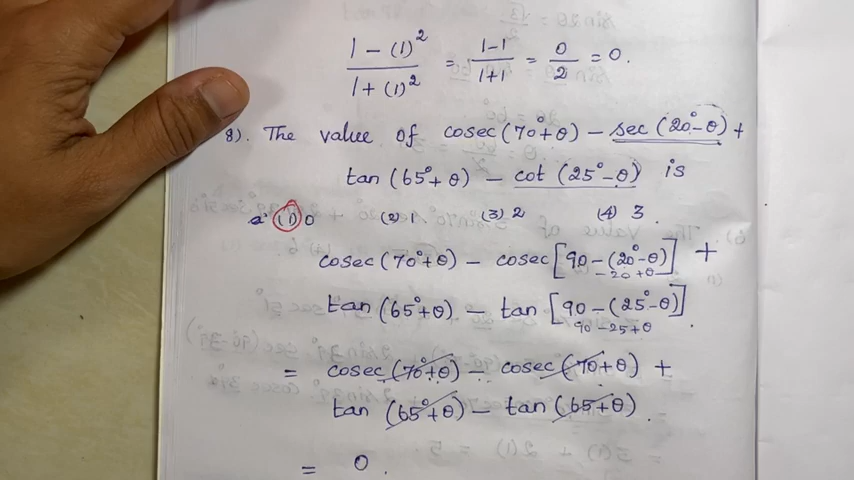 1 - (1)² / 1 + (1)² = 1-1 / 1+1 = 0 / 2 = 0.
8). The value of cosec (70°+θ) - sec (20°-θ) +
tan (65°+θ) - cot (25°-θ) is
(1) 0 (2) 1. (3) 2 (4) 3.
cosec (70°+θ) - cosec [90 - (20°-θ)] +
-20+θ
tan (65°+θ) - tan [90 - (25°-θ)].
90-25+θ
= cosec (70°+θ) - cosec (70+θ) +
tan (65°+θ) - tan (65+θ).
= 0.